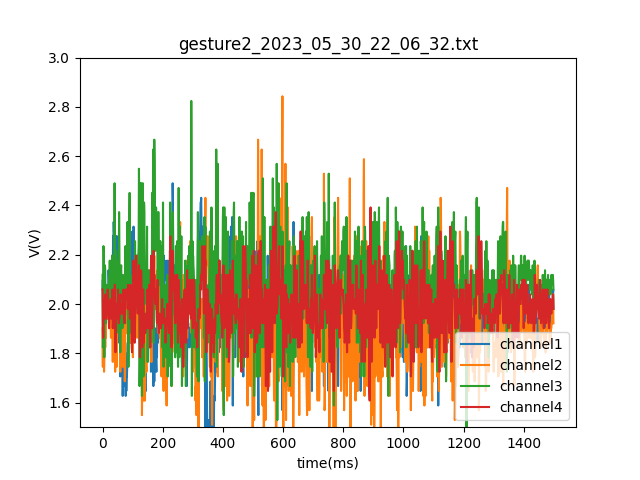 gesture2_2023_05_30_22_06_32.txt
3.0
2.8
2.6
2.4
2.2
2.0
1.8
1.6
V(V)
0 200 400 600 800 1000 1200 1400
time(ms)
channel1
channel2
channel3
channel4